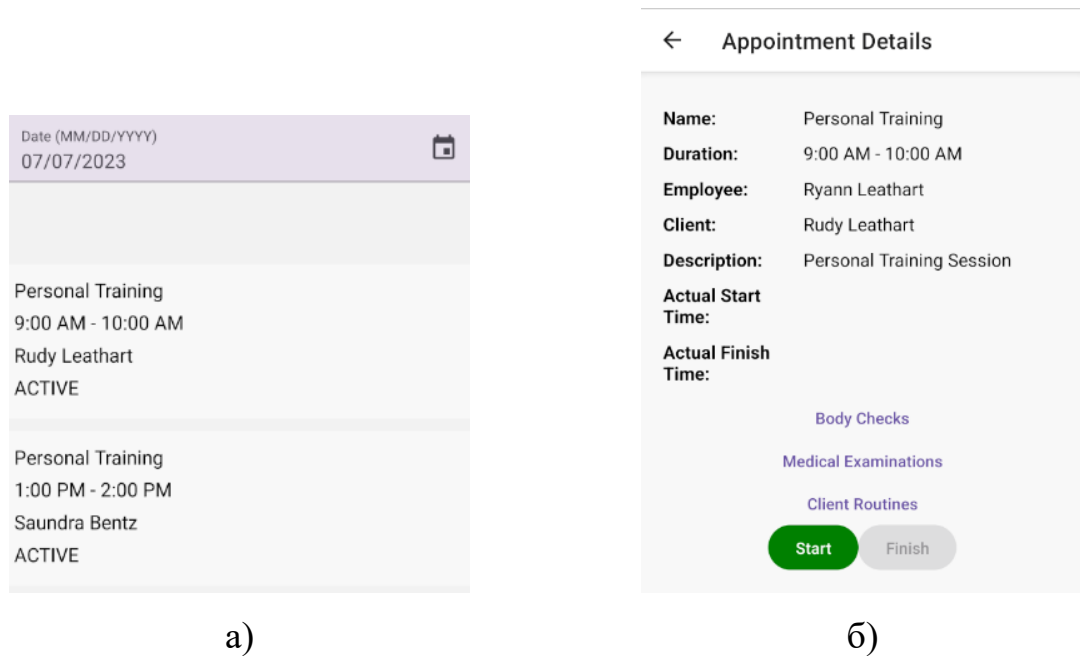 Date (MM/DD/YYYY)
07/07/2023
Personal Training
9:00 AM - 10:00 AM
Rudy Leathart
ACTIVE
Personal Training
1:00 PM - 2:00 PM
Saundra Bentz
ACTIVE
а)
Appointment Details
Name: Personal Training
Duration: 9:00 AM - 10:00 AM
Employee: Ryann Leathart
Client: Rudy Leathart
Description: Personal Training Session
Actual Start
Time:
Actual Finish
Time:
Body Checks
Medical Examinations
Client Routines
Start Finish
б)